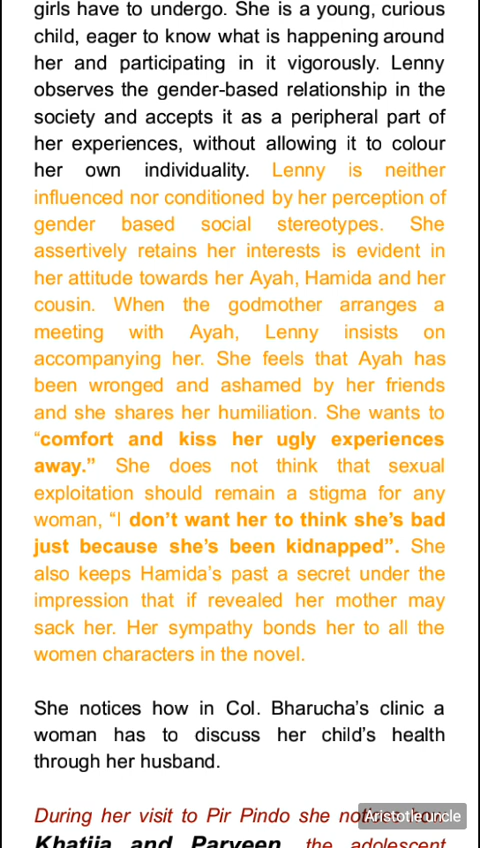 girls have to undergo. She is a young, curious
child, eager to know what is happening around
her and participating in it vigorously. Lenny
observes the gender-based relationship in the
society and accepts it as a peripheral part of
her experiences, without allowing it to colour
her own individuality. Lenny is neither
influenced nor conditioned by her perception of
gender based social stereotypes. She
assertively retains her interests is evident in
her attitude towards her Ayah, Hamida and her
cousin. When the godmother arranges a
meeting with Ayah, Lenny insists on
accompanying her. She feels that Ayah has
been wronged and ashamed by her friends
and she shares her humiliation. She wants to
“comfort and kiss her ugly experiences
away.” She does not think that sexual
exploitation should remain a stigma for any
woman, “I don’t want her to think she’s bad
just because she’s been kidnapped”. She
also keeps Hamida’s past a secret under the
impression that if revealed her mother may
sack her. Her sympathy bonds her to all the
women characters in the novel.
She notices how in Col. Bharucha’s clinic a
woman has to discuss her child’s health
through her husband.
During her visit to Pir Pindo she
Aristotle uncle
Khatija and Parveen, the adolescent